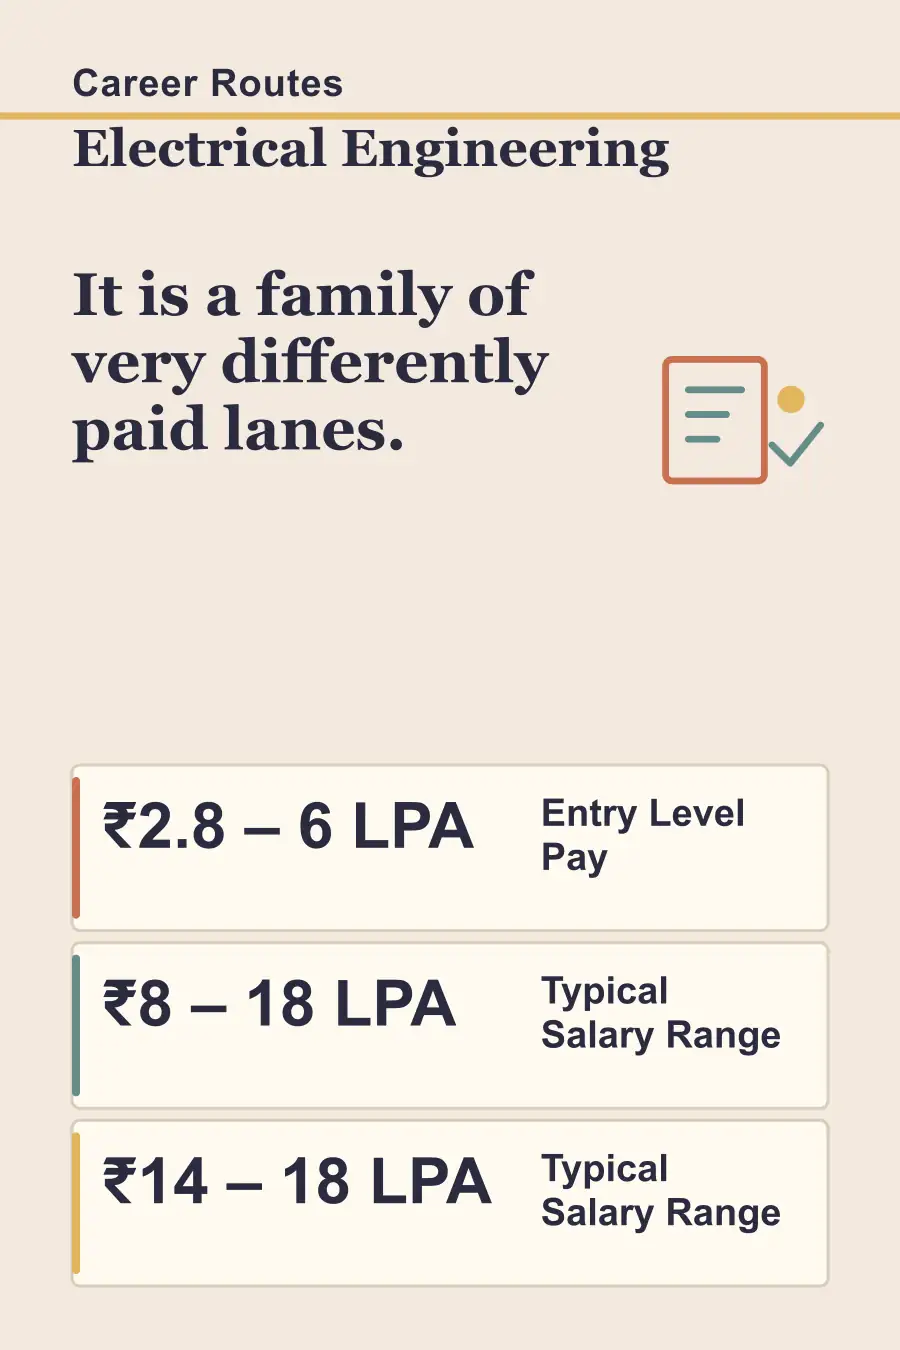 Career Routes
Electrical Engineering
It is a family of
very differently
paid lanes.
₹2.8 – 6 LPA
Entry Level
Pay
₹8 – 18 LPA
Typical
Salary Range
₹14 – 18 LPA
Typical
Salary Range